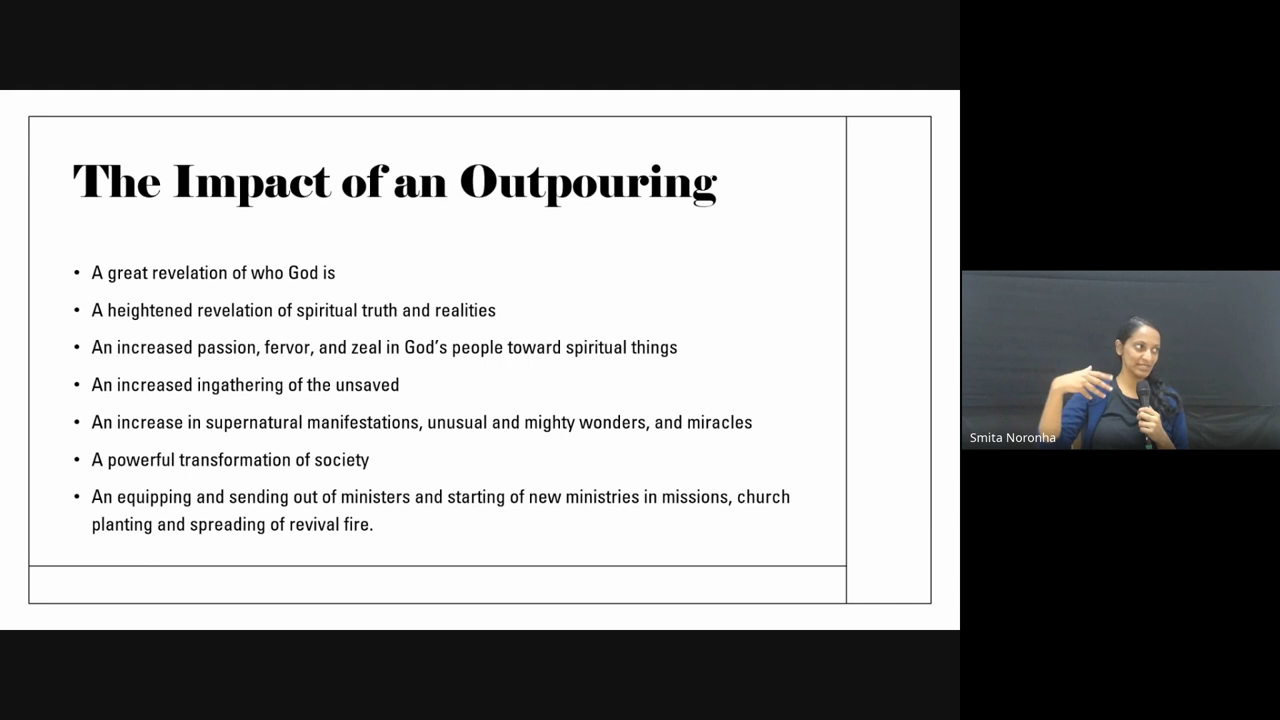 The Impact of an Outpouring
• A great revelation of who God is
• A heightened revelation of spiritual truth and realities
• An increased passion, fervor, and zeal in God's people toward spiritual things
• An increased ingathering of the unsaved
• An increase in supernatural manifestations, unusual and mighty wonders, and miracles
• A powerful transformation of society
• An equipping and sending out of ministers and starting of new ministries in missions, church
planting and spreading of revival fire.
Smita Noronha